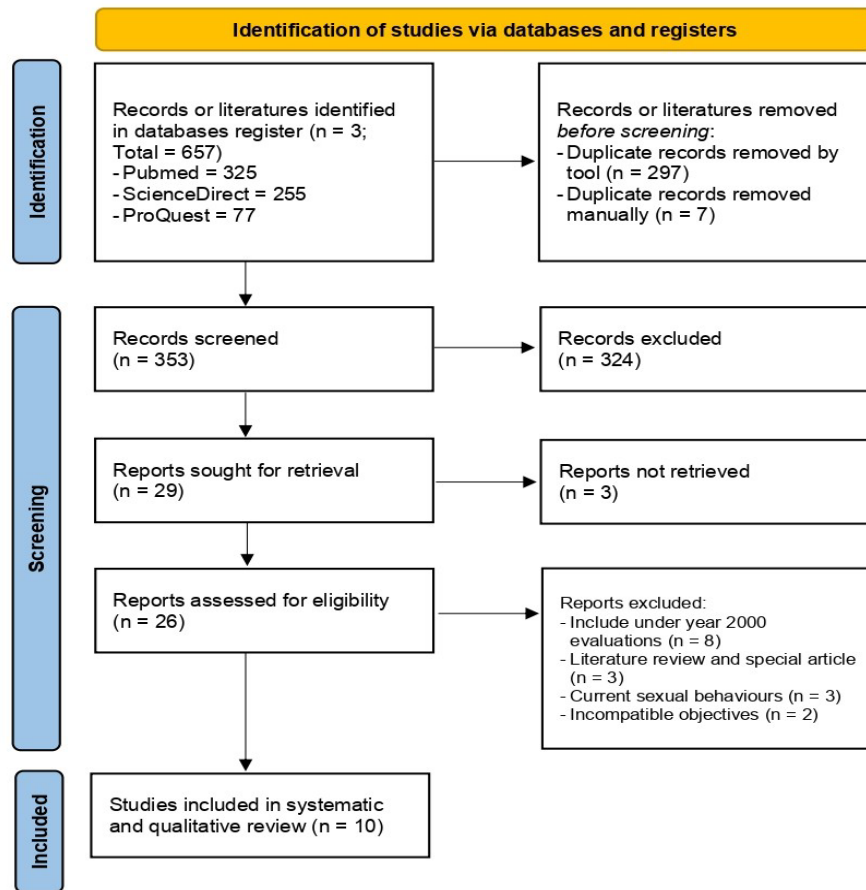 Identification of studies via databases and registers
Identification
Records or literatures identified
in databases register (n = 3;
Total = 657)
- Pubmed = 325
- ScienceDirect = 255
- ProQuest = 77
Records or literatures removed
before screening:
- Duplicate records removed by
tool (n = 297)
- Duplicate records removed
manually (n = 7)
Screening
Records screened
(n = 353)
Records excluded
(n = 324)
Reports sought for retrieval
(n = 29)
Reports not retrieved
(n = 3)
Reports assessed for eligibility
(n = 26)
Reports excluded:
- Include under year 2000
evaluations (n = 8)
- Literature review and special article
(n = 3)
- Current sexual behaviours (n = 3)
- Incompatible objectives (n = 2)
Included
Studies included in systematic
and qualitative review (n = 10)